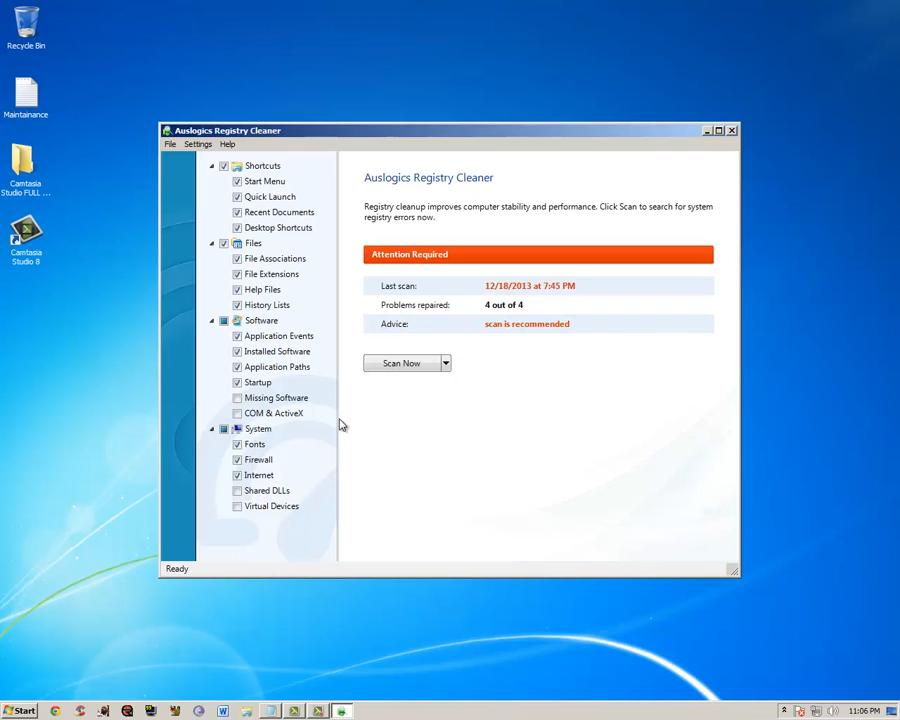 Recycle Bin
Maintainance
Camtasia
Studio FULL ...
Camtasia
Studio 8
Auslogics Registry Cleaner
File Settings Help
Shortcuts
Start Menu
Quick Launch
Recent Documents
Desktop Shortcuts
Files
File Associations
File Extensions
Help Files
History Lists
Software
Application Events
Installed Software
Application Paths
Startup
Missing Software
COM & ActiveX
System
Fonts
Firewall
Internet
Shared DLLs
Virtual Devices
Auslogics Registry Cleaner
Registry cleanup improves computer stability and performance. Click Scan to search for system
registry errors now.
Attention Required
Last scan: 12/18/2013 at 7:45 PM
Problems repaired: 4 out of 4
Advice: scan is recommended
Scan Now
Ready
Start
11:06 PM